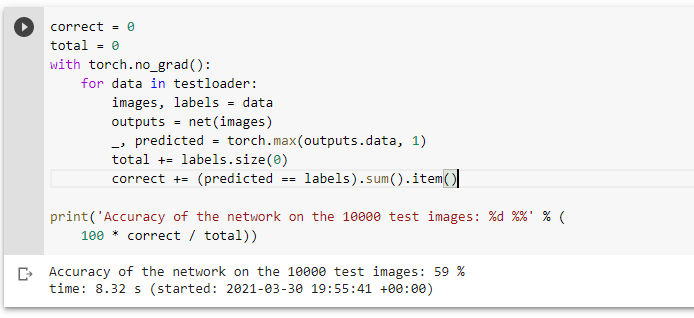 correct = 0
total = 0
with torch.no_grad():
    for data in testloader:
        images, labels = data
        outputs = net(images)
        _, predicted = torch.max(outputs.data, 1)
        total += labels.size(0)
        correct += (predicted == labels).sum().item()
print('Accuracy of the network on the 10000 test images: %d %%' % (
    100 * correct / total))
Accuracy of the network on the 10000 test images: 59 %
time: 8.32 s (started: 2021-03-30 19:55:41 +00:00)